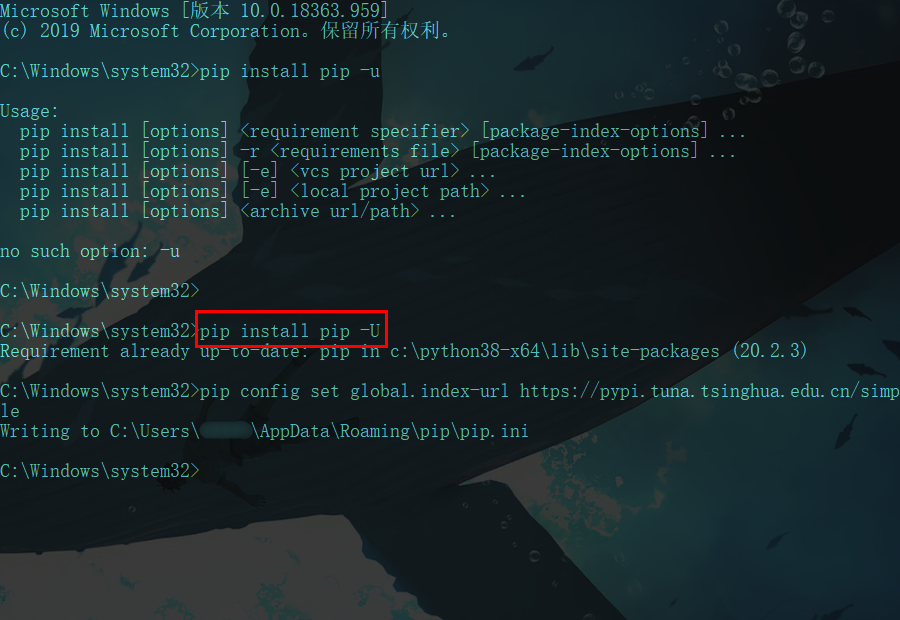 Microsoft Windows [版本 10.0.18363.959]
(c) 2019 Microsoft Corporation。保留所有权利。
C:\Windows\system32>pip install pip -u
Usage:
pip install [options] <requirement specifier> [package-index-options] ...
pip install [options] -r <requirements file> [package-index-options] ...
pip install [options] [-e] <vcs project url> ...
pip install [options] [-e] <local project path> ...
pip install [options] <archive url/path> ...
no such option: -u
C:\Windows\system32>
C:\Windows\system32>pip install pip -U
Requirement already up-to-date: pip in c:\python38-x64\lib\site-packages (20.2.3)
C:\Windows\system32>pip config set global.index-url https://pypi.tuna.tsinghua.edu.cn/simp
le
Writing to C:\Users\ \AppData\Roaming\pip\pip.ini
C:\Windows\system32>